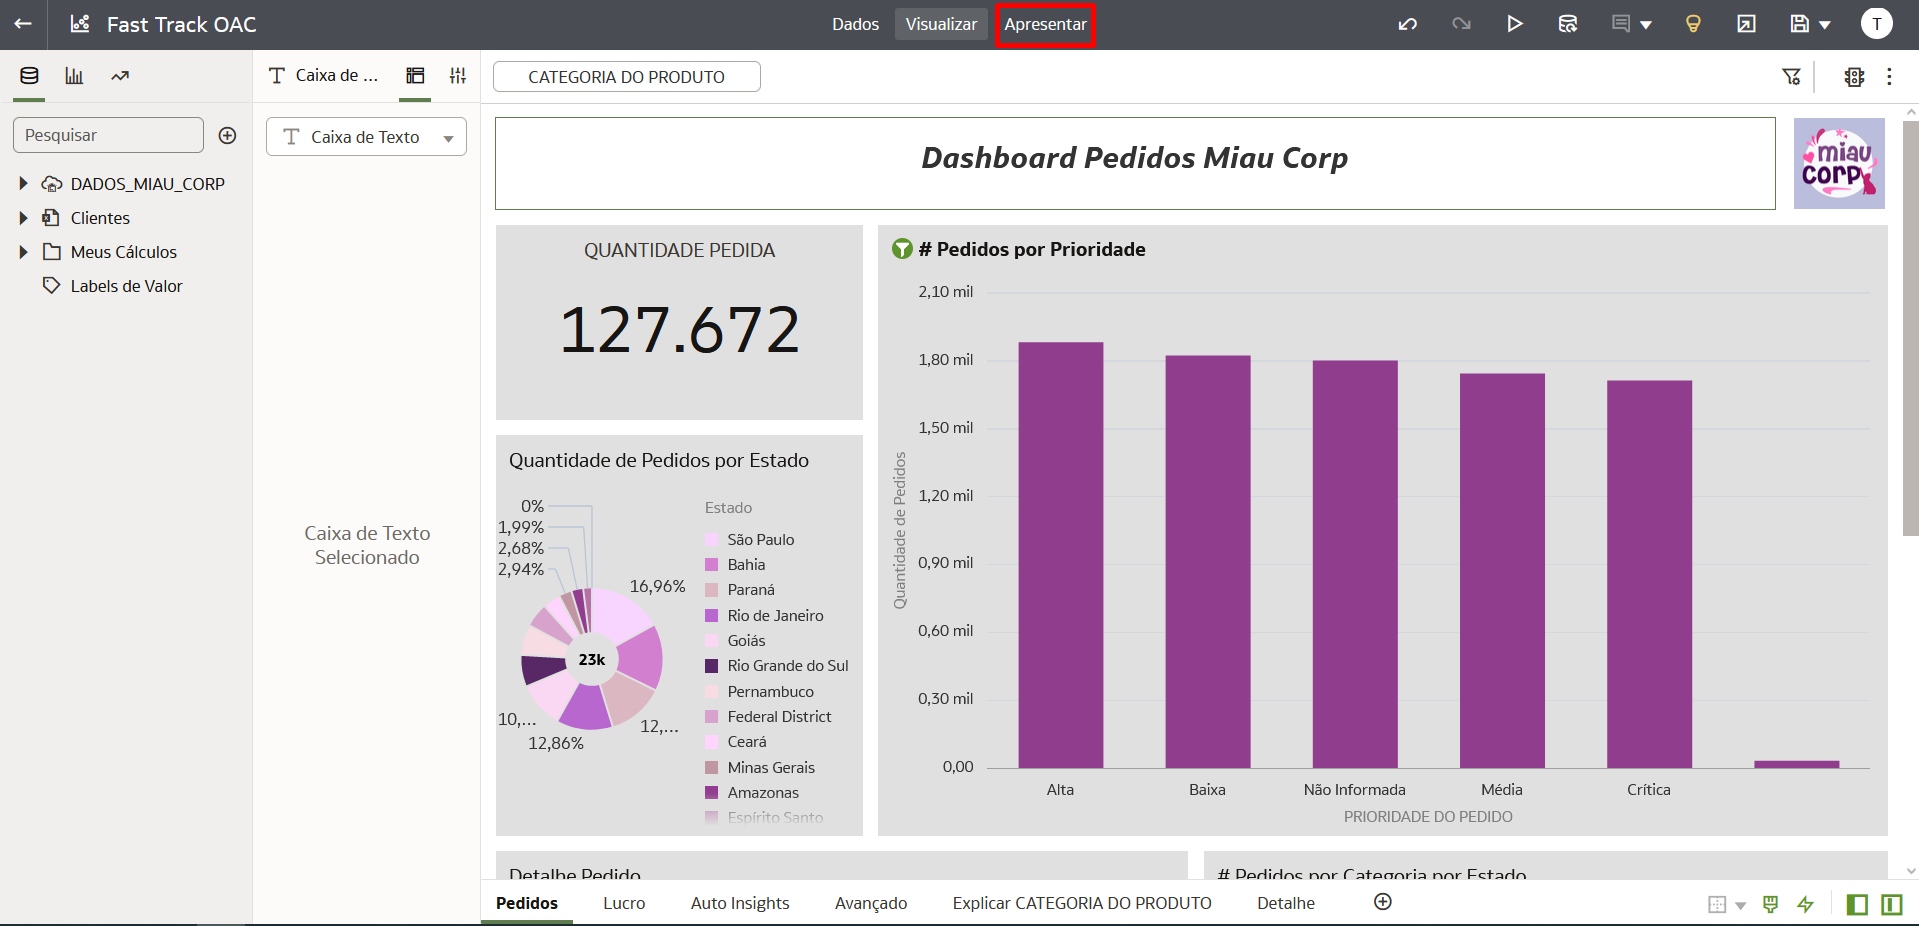 Fast Track OAC
Dados
Visualizar
Apresentar
T
Caixa de ...
CATEGORIA DO PRODUTO
Pesquisar
Caixa de Texto
DADOS_MIAU_CORP
Clientes
Meus Cálculos
Labels de Valor
Caixa de Texto
Selecionado
Dashboard Pedidos Miau Corp
miau
corp
QUANTIDADE PEDIDA
127.672
Quantidade de Pedidos por Estado
0%
1,99%
2,68%
2,94%
16,96%
23k
10,...
12,86%
12,...
Estado
São Paulo
Bahia
Paraná
Rio de Janeiro
Goiás
Rio Grande do Sul
Pernambuco
Federal District
Ceará
Minas Gerais
Amazonas
Espírito Santo
# Pedidos por Prioridade
2,10 mil
1,80 mil
1,50 mil
1,20 mil
0,90 mil
0,60 mil
0,30 mil
0,00
Quantidade de Pedidos
Alta
Baixa
Não Informada
Média
Crítica
PRIORIDADE DO PEDIDO
Detalhe Pedido
# Pedidos por Categoria por Estado
Pedidos
Lucro
Auto Insights
Avançado
Explicar CATEGORIA DO PRODUTO
Detalhe